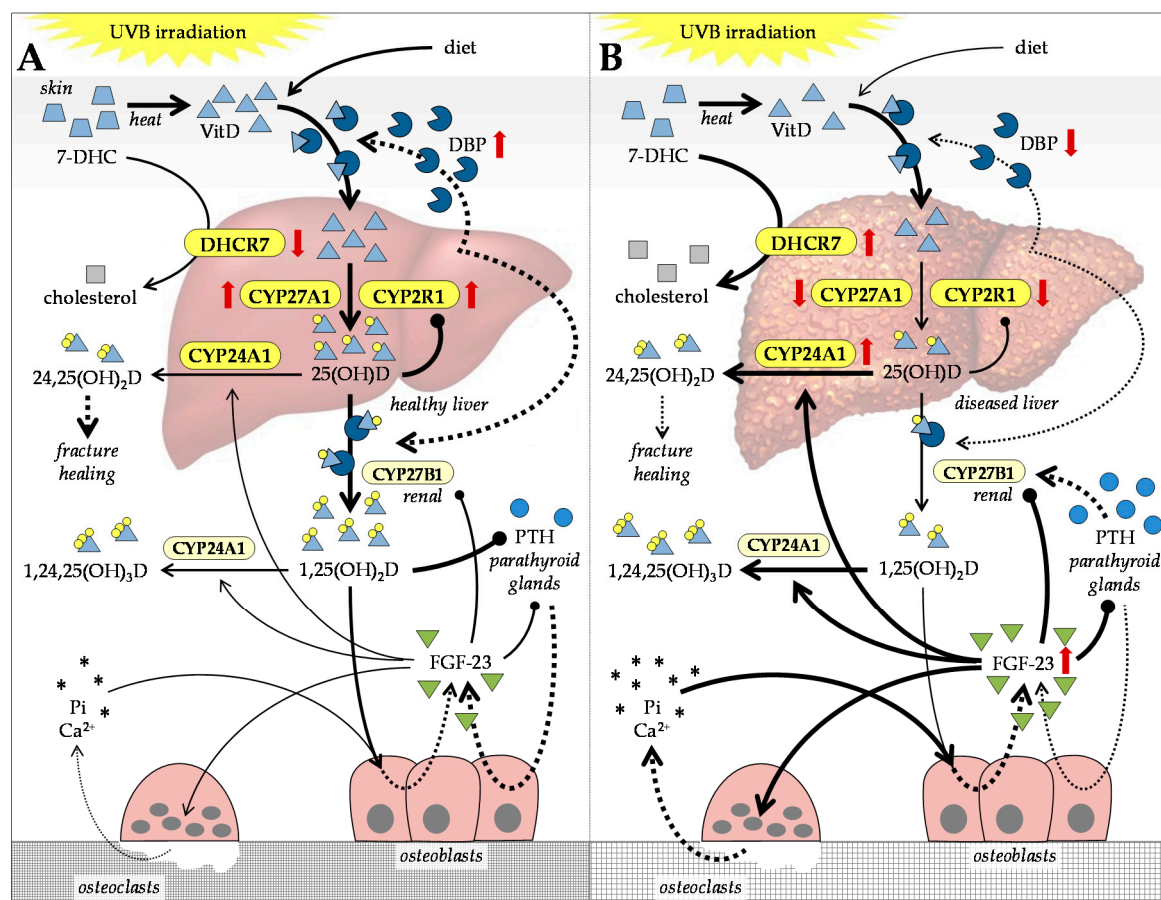 UVB irradiation
A
diet
skin
heat
VitD
7-DHC
DBP
DHCR7
cholesterol
CYP27A1
CYP2R1
CYP24A1
24,25(OH)₂D
25(OH)D
healthy liver
fracture
healing
CYP27B1
renal
PTH
parathyroid
glands
CYP24A1
1,24,25(OH)₃D
1,25(OH)₂D
FGF-23
Pi
Ca²⁺
osteoblasts
osteoclasts
UVB irradiation
B
diet
heat
VitD
7-DHC
DBP
DHCR7
cholesterol
CYP27A1
CYP2R1
CYP24A1
24,25(OH)₂D
25(OH)D
diseased liver
fracture
healing
CYP27B1
renal
PTH
parathyroid
glands
CYP24A1
1,24,25(OH)₃D
1,25(OH)₂D
FGF-23
Pi
Ca²⁺
osteoblasts
osteoclasts